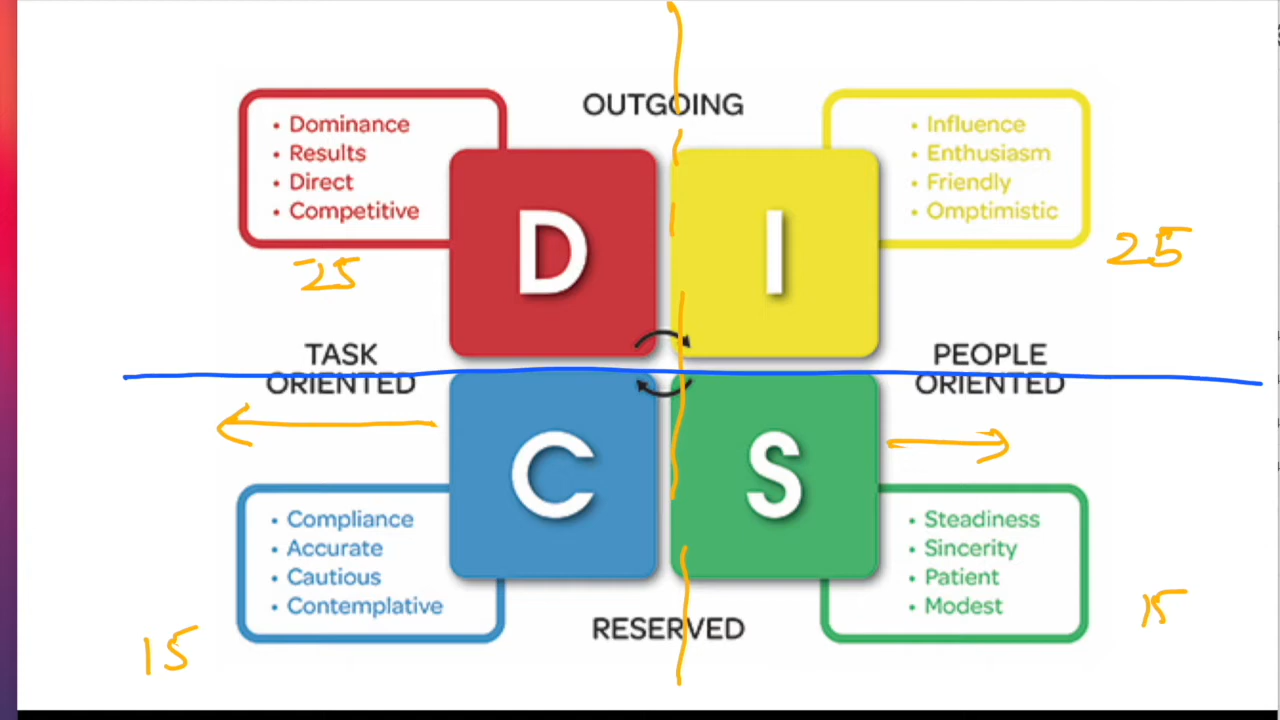 OUTGOING
• Dominance
• Results
• Direct
• Competitive
D
I
• Influence
• Enthusiasm
• Friendly
• Omptimistic
25
25
TASK
ORIENTED
PEOPLE
ORIENTED
C
S
• Compliance
• Accurate
• Cautious
• Contemplative
• Steadiness
• Sincerity
• Patient
• Modest
RESERVED
15
15